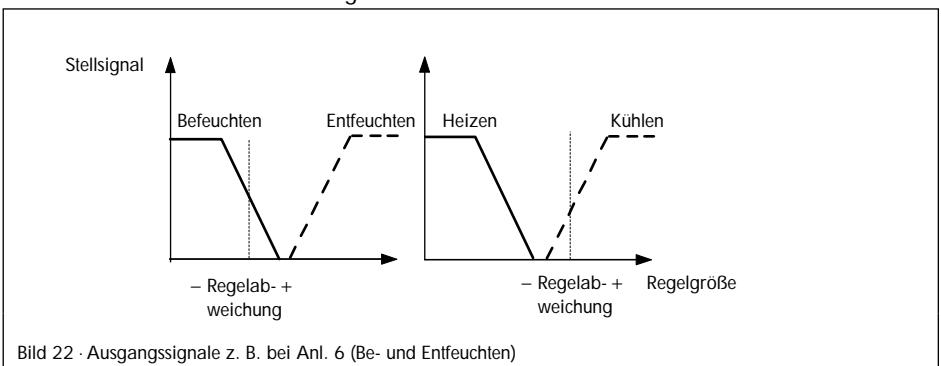 Stellsignal
Befeuchten
Entfeuchten
Heizen
Kühlen
– Regelab- +
weichung
– Regelab- +
weichung
Regelgröße
Bild 22 · Ausgangssignale z. B. bei Anl. 6 (Be- und Entfeuchten)